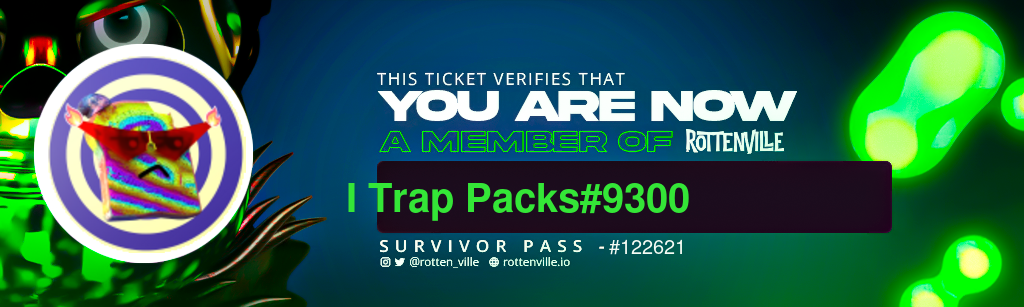 THIS TICKET VERIFIES THAT
YOU ARE NOW
A MEMBER OF ROTTENVILLE
I Trap Packs#9300
SURVIVOR PASS - #122621
@rotten_ville rottenville.io